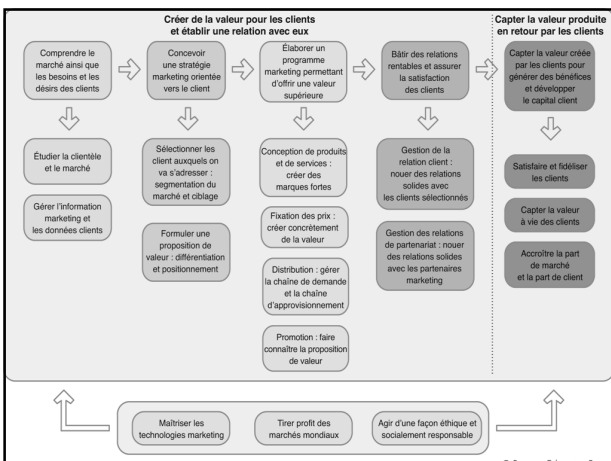 Créer de la valeur pour les clients
et établir une relation avec eux
Capter la valeur produite
en retour par les clients
Comprendre le
marché ainsi que
les besoins et les
désirs des clients
Concevoir
une stratégie
marketing orientée
vers le client
Élaborer un
programme
marketing permettant
d'offrir une valeur
supérieure
Bâtir des relations
rentables et assurer
la satisfaction
des clients
Capter la valeur créée
par les clients pour
générer des bénéfices
et développer
le capital client
Étudier la clientèle
et le marché
Gérer l'information
marketing et
les données clients
Sélectionner les
client auxquels on
va s'adresser :
segmentation du
marché et ciblage
Formuler une
proposition de
valeur : différentiation
et positionnement
Conception de produits
et de services :
créer des
marques fortes
Fixation des prix :
créer concrètement
de la valeur
Distribution : gérer
la chaîne de demande
et la chaîne
d'approvisionnement
Promotion : faire
connaître la proposition
de valeur
Gestion de la
relation client :
nouer des relations
solides avec
les clients sélectionnés
Gestion des relations
de partenariat : nouer
des relations solides
avec les partenaires
marketing
Satisfaire et fidéliser
les clients
Capter la valeur
à vie des clients
Accroître la part
de marché
et la part de client
Maîtriser les
technologies marketing
Tirer profit des
marchés mondiaux
Agir d'une façon éthique et
socialement responsable